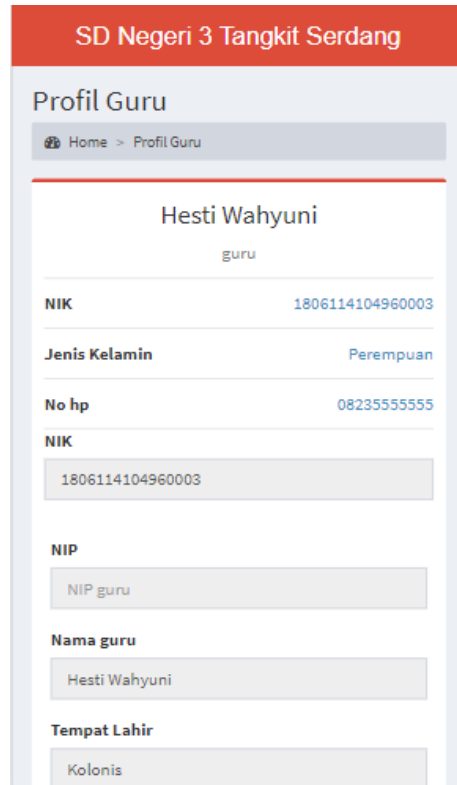 SD Negeri 3 Tangkit Serdang
Profil Guru
Home > Profil Guru
Hesti Wahyuni
guru
NIK 1806114104960003
Jenis Kelamin Perempuan
No hp 08235555555
NIK
1806114104960003
NIP
NIP guru
Nama guru
Hesti Wahyuni
Tempat Lahir
Kolonis